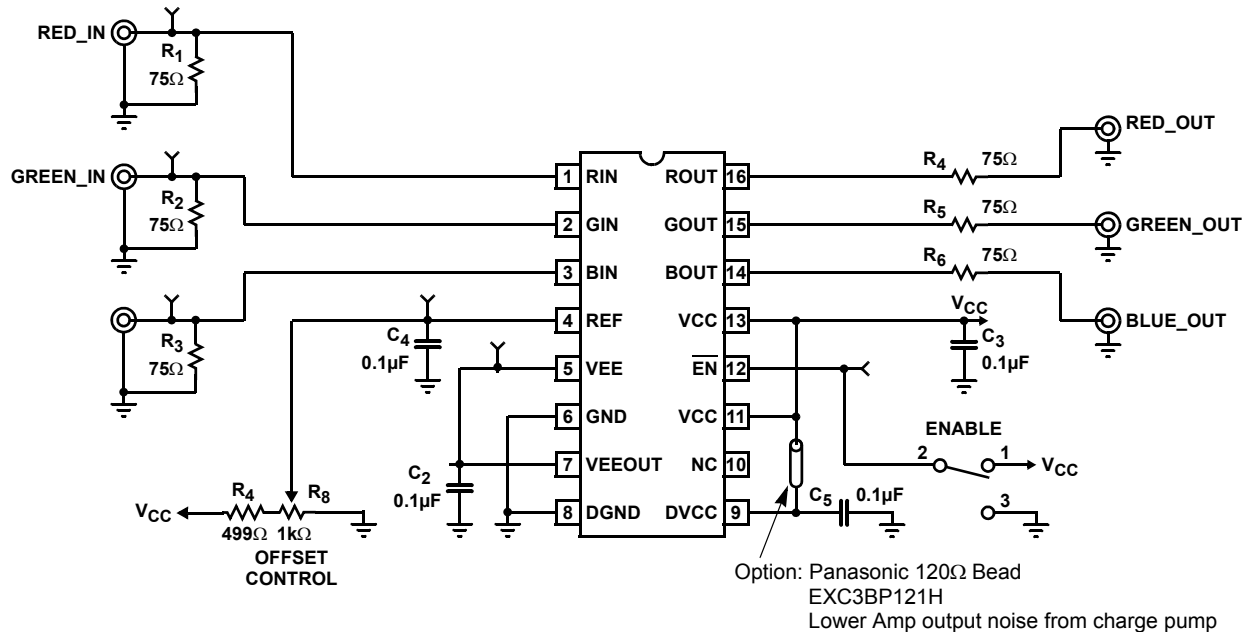 RED_IN
R1
75Ω
GREEN_IN
R2
75Ω
R3
75Ω
1 RIN
2 GIN
3 BIN
4 REF
5 VEE
6 GND
7 VEEOUT
8 DGND
ROUT 16
GOUT 15
BOUT 14
VCC 13
EN 12
VCC 11
NC 10
DVCC 9
C4
0.1µF
C2
0.1µF
VCC
R4
499Ω
R8
1kΩ
OFFSET
CONTROL
R4 75Ω
RED_OUT
R5 75Ω
GREEN_OUT
R6 75Ω
BLUE_OUT
VCC
C3
0.1µF
ENABLE
2 1 VCC
3
C5 0.1µF
Option: Panasonic 120Ω Bead
EXC3BP121H
Lower Amp output noise from charge pump